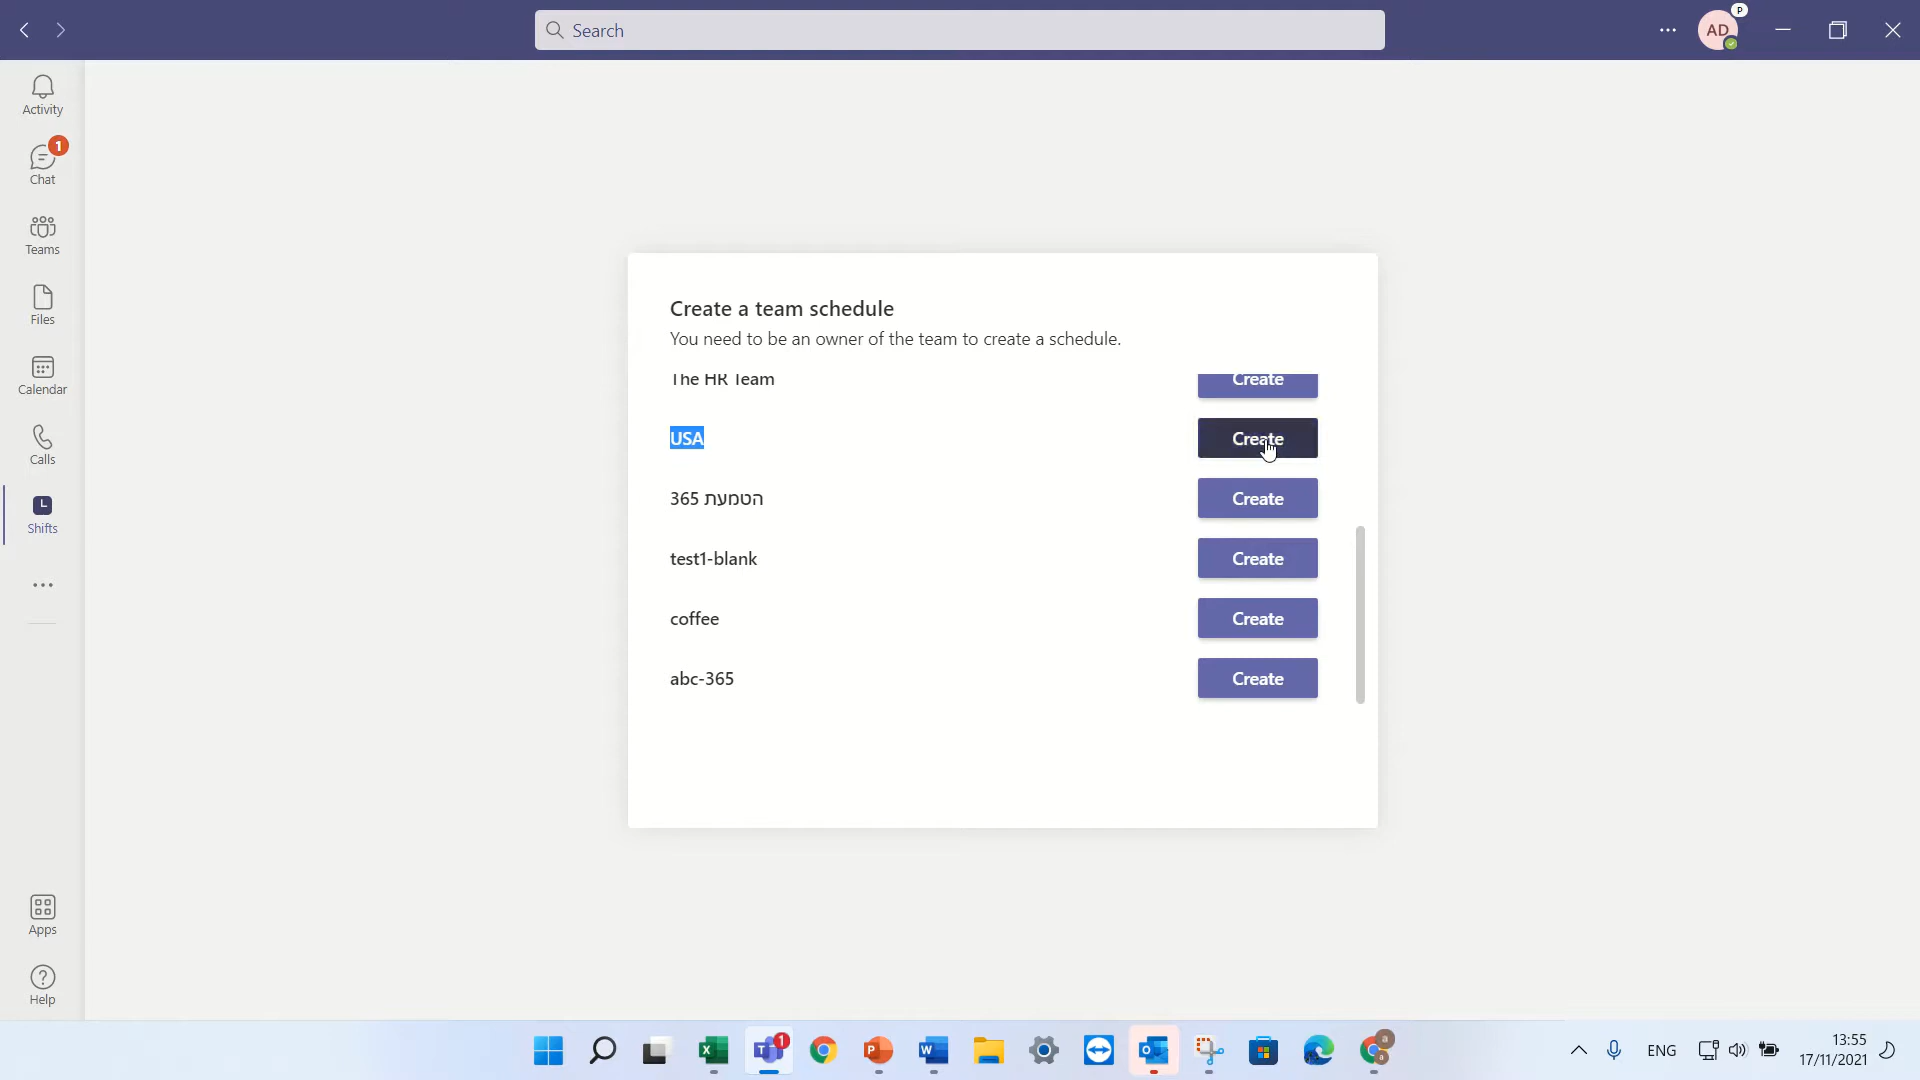 Search
AD
P
Activity
1
Chat
Teams
Files
Calendar
Calls
Shifts
Apps
Help
Create a team schedule
You need to be an owner of the team to create a schedule.
The HR Team
Create
USA
Create
הטמעת 365
Create
test1-blank
Create
coffee
Create
abc-365
Create
1
a
a
ENG
13:55
17/11/2021